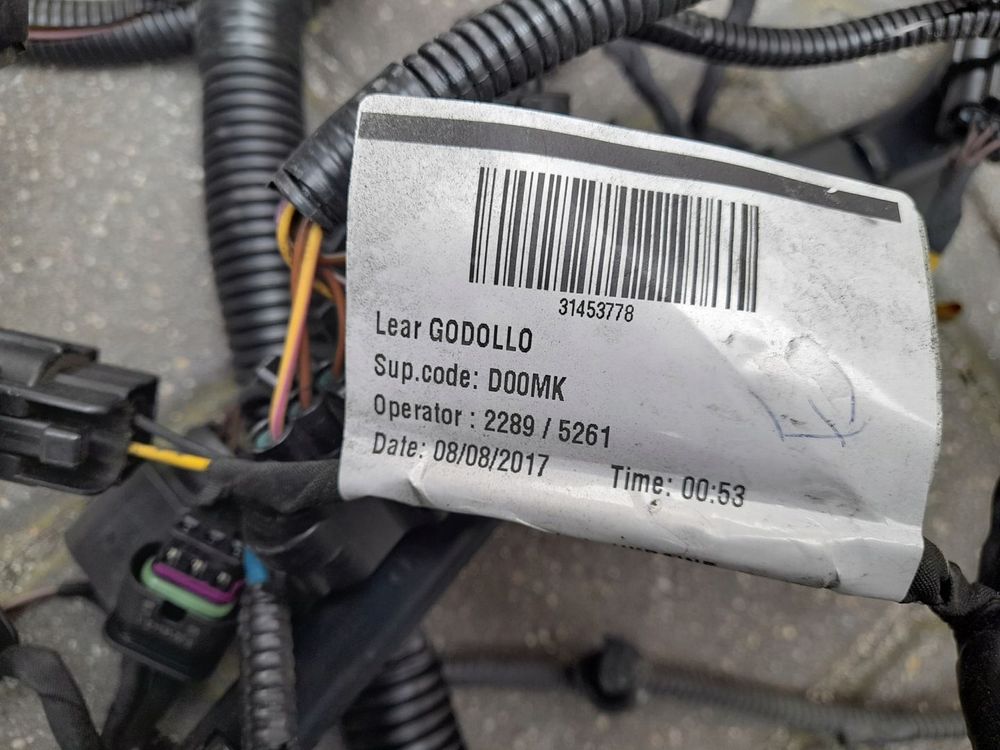 31453778
Lear GODOLLO
Sup.code: D00MK
Operator : 2289 / 5261
Date: 08/08/2017 Time: 00:53